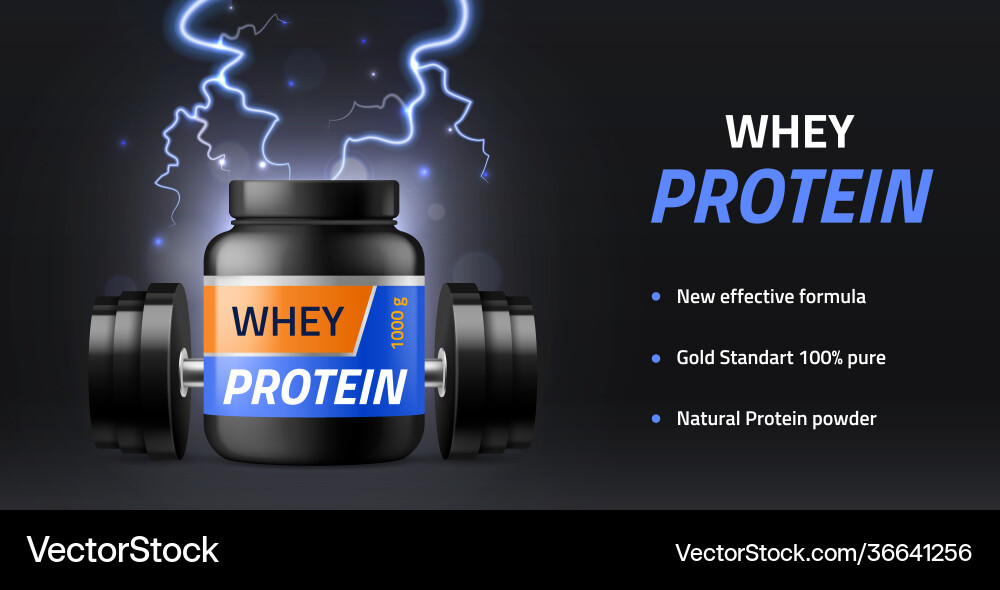 WHEY
PROTEIN
1000 g
WHEY
PROTEIN
New effective formula
Gold Standart 100% pure
Natural Protein powder
VectorStock
VectorStock.com/36641256